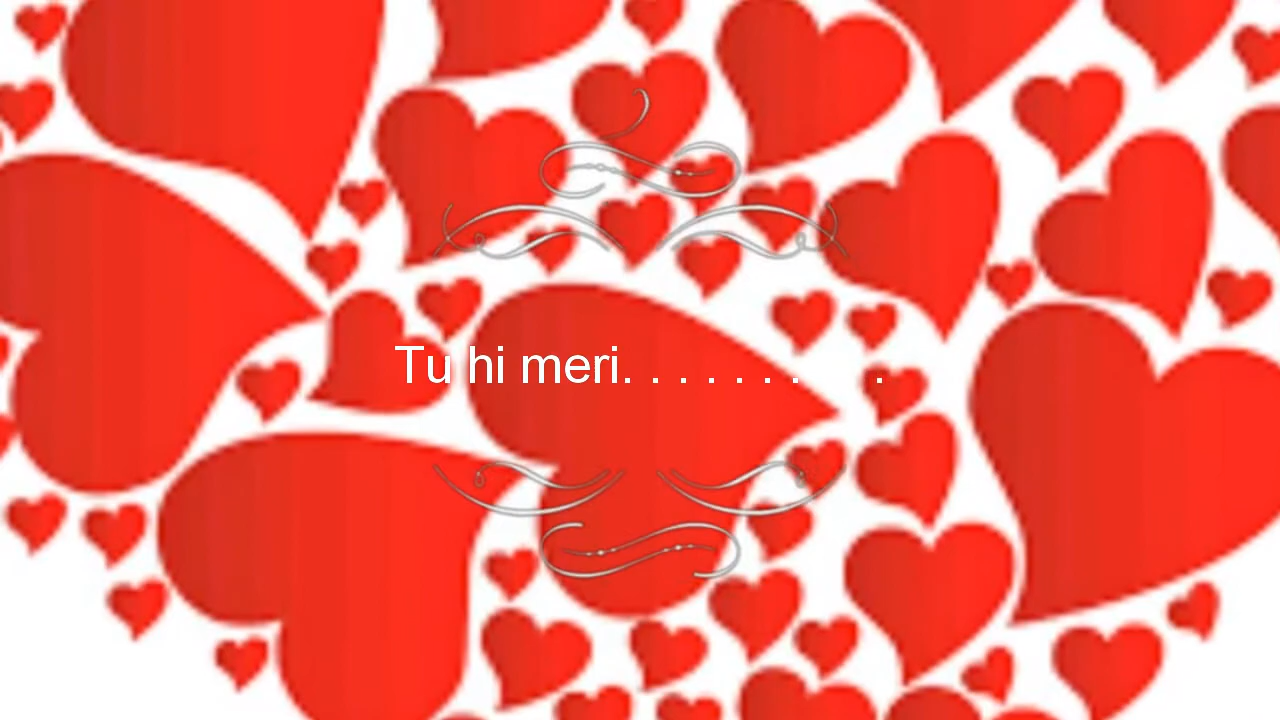 Tu hi meri. . . . . . . . .